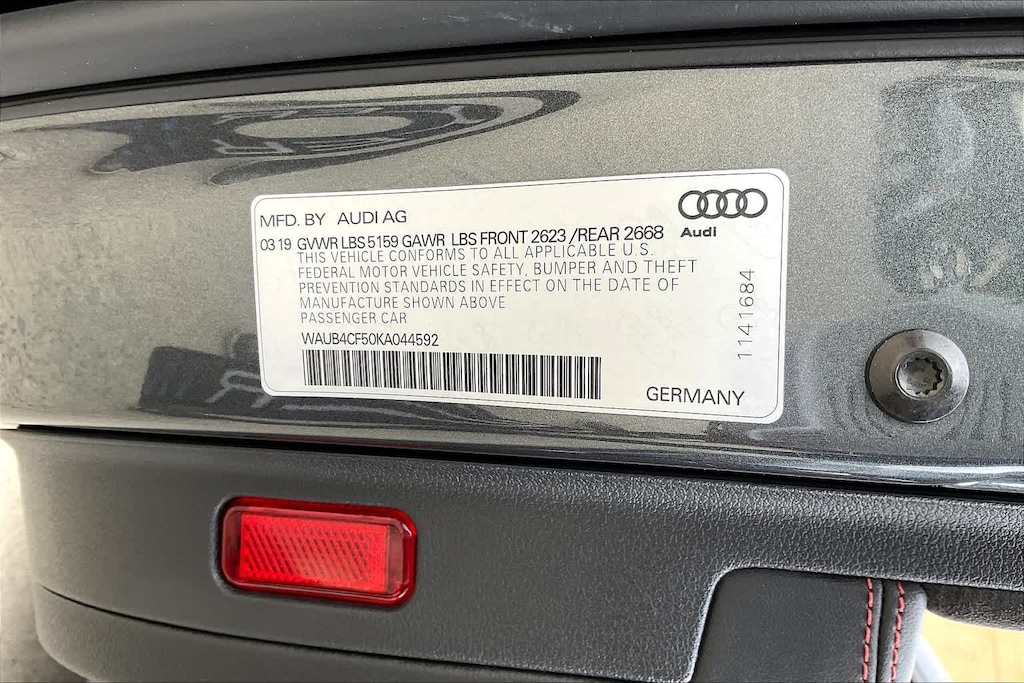 MFD. BY AUDI AG
Audi
03 19 GVWR LBS 5159 GAWR LBS FRONT 2623 /REAR 2668
THIS VEHICLE CONFORMS TO ALL APPLICABLE U.S.
FEDERAL MOTOR VEHICLE SAFETY, BUMPER AND THEFT
PREVENTION STANDARDS IN EFFECT ON THE DATE OF
MANUFACTURE SHOWN ABOVE
PASSENGER CAR
WAUB4CF50KA044592
1141684
GERMANY